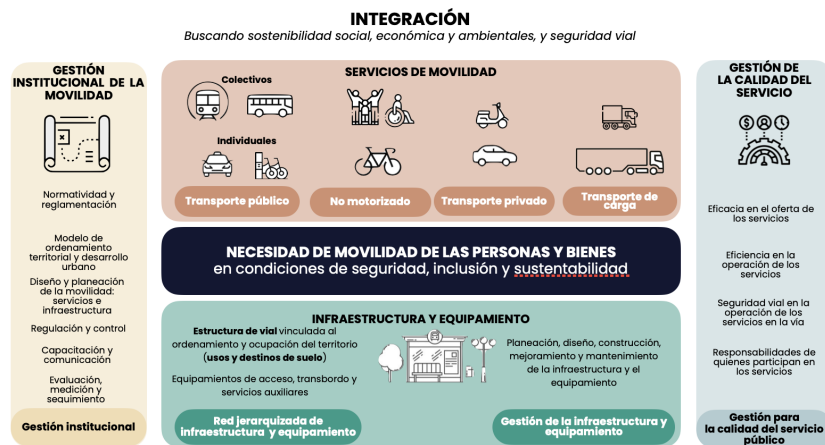 INTEGRACIÓN
Buscando sostenibilidad social, económica y ambientales, y seguridad vial
GESTIÓN
INSTITUCIONAL DE LA
MOVILIDAD
Normatividad y
reglamentación
Modelo de
ordenamiento
territorial y desarrollo
urbano
Diseño y planeación
de la movilidad:
servicios e
infraestructura
Regulación y control
Capacitación y
comunicación
Evaluación,
medición y
seguimiento
Gestión institucional
SERVICIOS DE MOVILIDAD
Colectivos
Individuales
Transporte público
No motorizado
Transporte privado
Transporte de
carga
NECESIDAD DE MOVILIDAD DE LAS PERSONAS Y BIENES
en condiciones de seguridad, inclusión y sustentabilidad
INFRAESTRUCTURA Y EQUIPAMIENTO
Estructura de vial vinculada al
ordenamiento y ocupación del territorio
(usos y destinos de suelo)
Equipamientos de acceso, transbordo y
servicios auxiliares
Planeación, diseño, construcción,
mejoramiento y mantenimiento
de la infraestructura y el
equipamiento
Red jerarquizada de
infraestructura y equipamiento
Gestión de la infraestructura y
equipamiento
GESTIÓN DE
LA CALIDAD DEL
SERVICIO
Eficacia en el oferta de
los servicios
Eficiencia en la
operación de los
servicios
Seguridad vial en la
operación de los
servicios en la vía
Responsabilidades de
quienes participan en
los servicios
Gestión para
la calidad del servicio
público